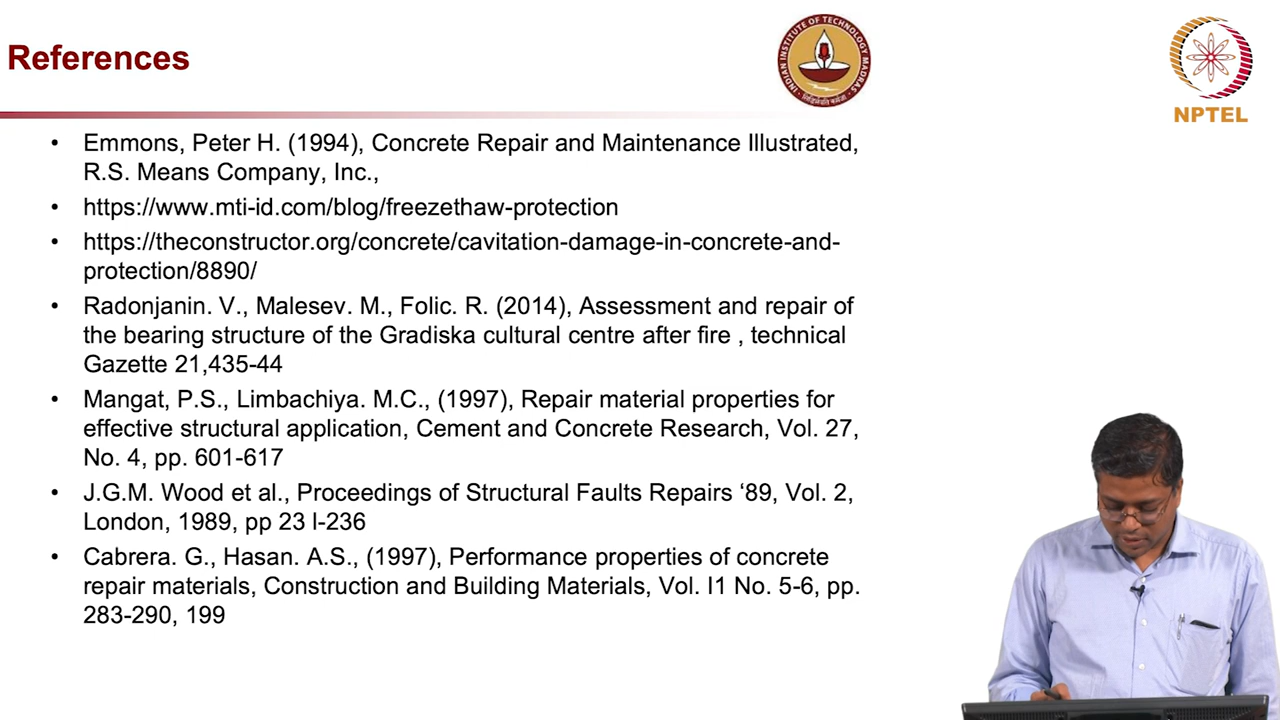 References
INDIAN INSTITUTE OF TECHNOLOGY MADRAS
NPTEL
• Emmons, Peter H. (1994), Concrete Repair and Maintenance Illustrated,
R.S. Means Company, Inc.,
• https://www.mti-id.com/blog/freezethaw-protection
• https://theconstructor.org/concrete/cavitation-damage-in-concrete-and-
protection/8890/
• Radonjanin. V., Malesev. M., Folic. R. (2014), Assessment and repair of
the bearing structure of the Gradiska cultural centre after fire , technical
Gazette 21,435-44
• Mangat, P.S., Limbachiya. M.C., (1997), Repair material properties for
effective structural application, Cement and Concrete Research, Vol. 27,
No. 4, pp. 601-617
• J.G.M. Wood et al., Proceedings of Structural Faults Repairs ‘89, Vol. 2,
London, 1989, pp 23 l-236
• Cabrera. G., Hasan. A.S., (1997), Performance properties of concrete
repair materials, Construction and Building Materials, Vol. I1 No. 5-6, pp.
283-290, 199